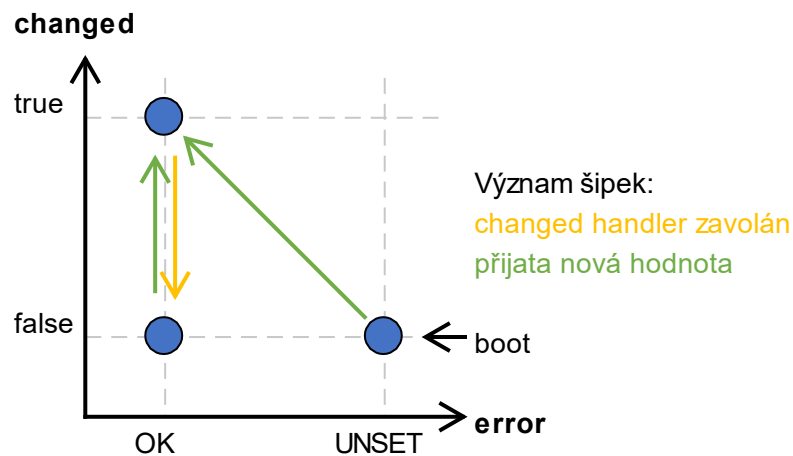 changed
true
Význam šipek:
changed handler zavolán
přijata nová hodnota
false
boot
error
OK
UNSET